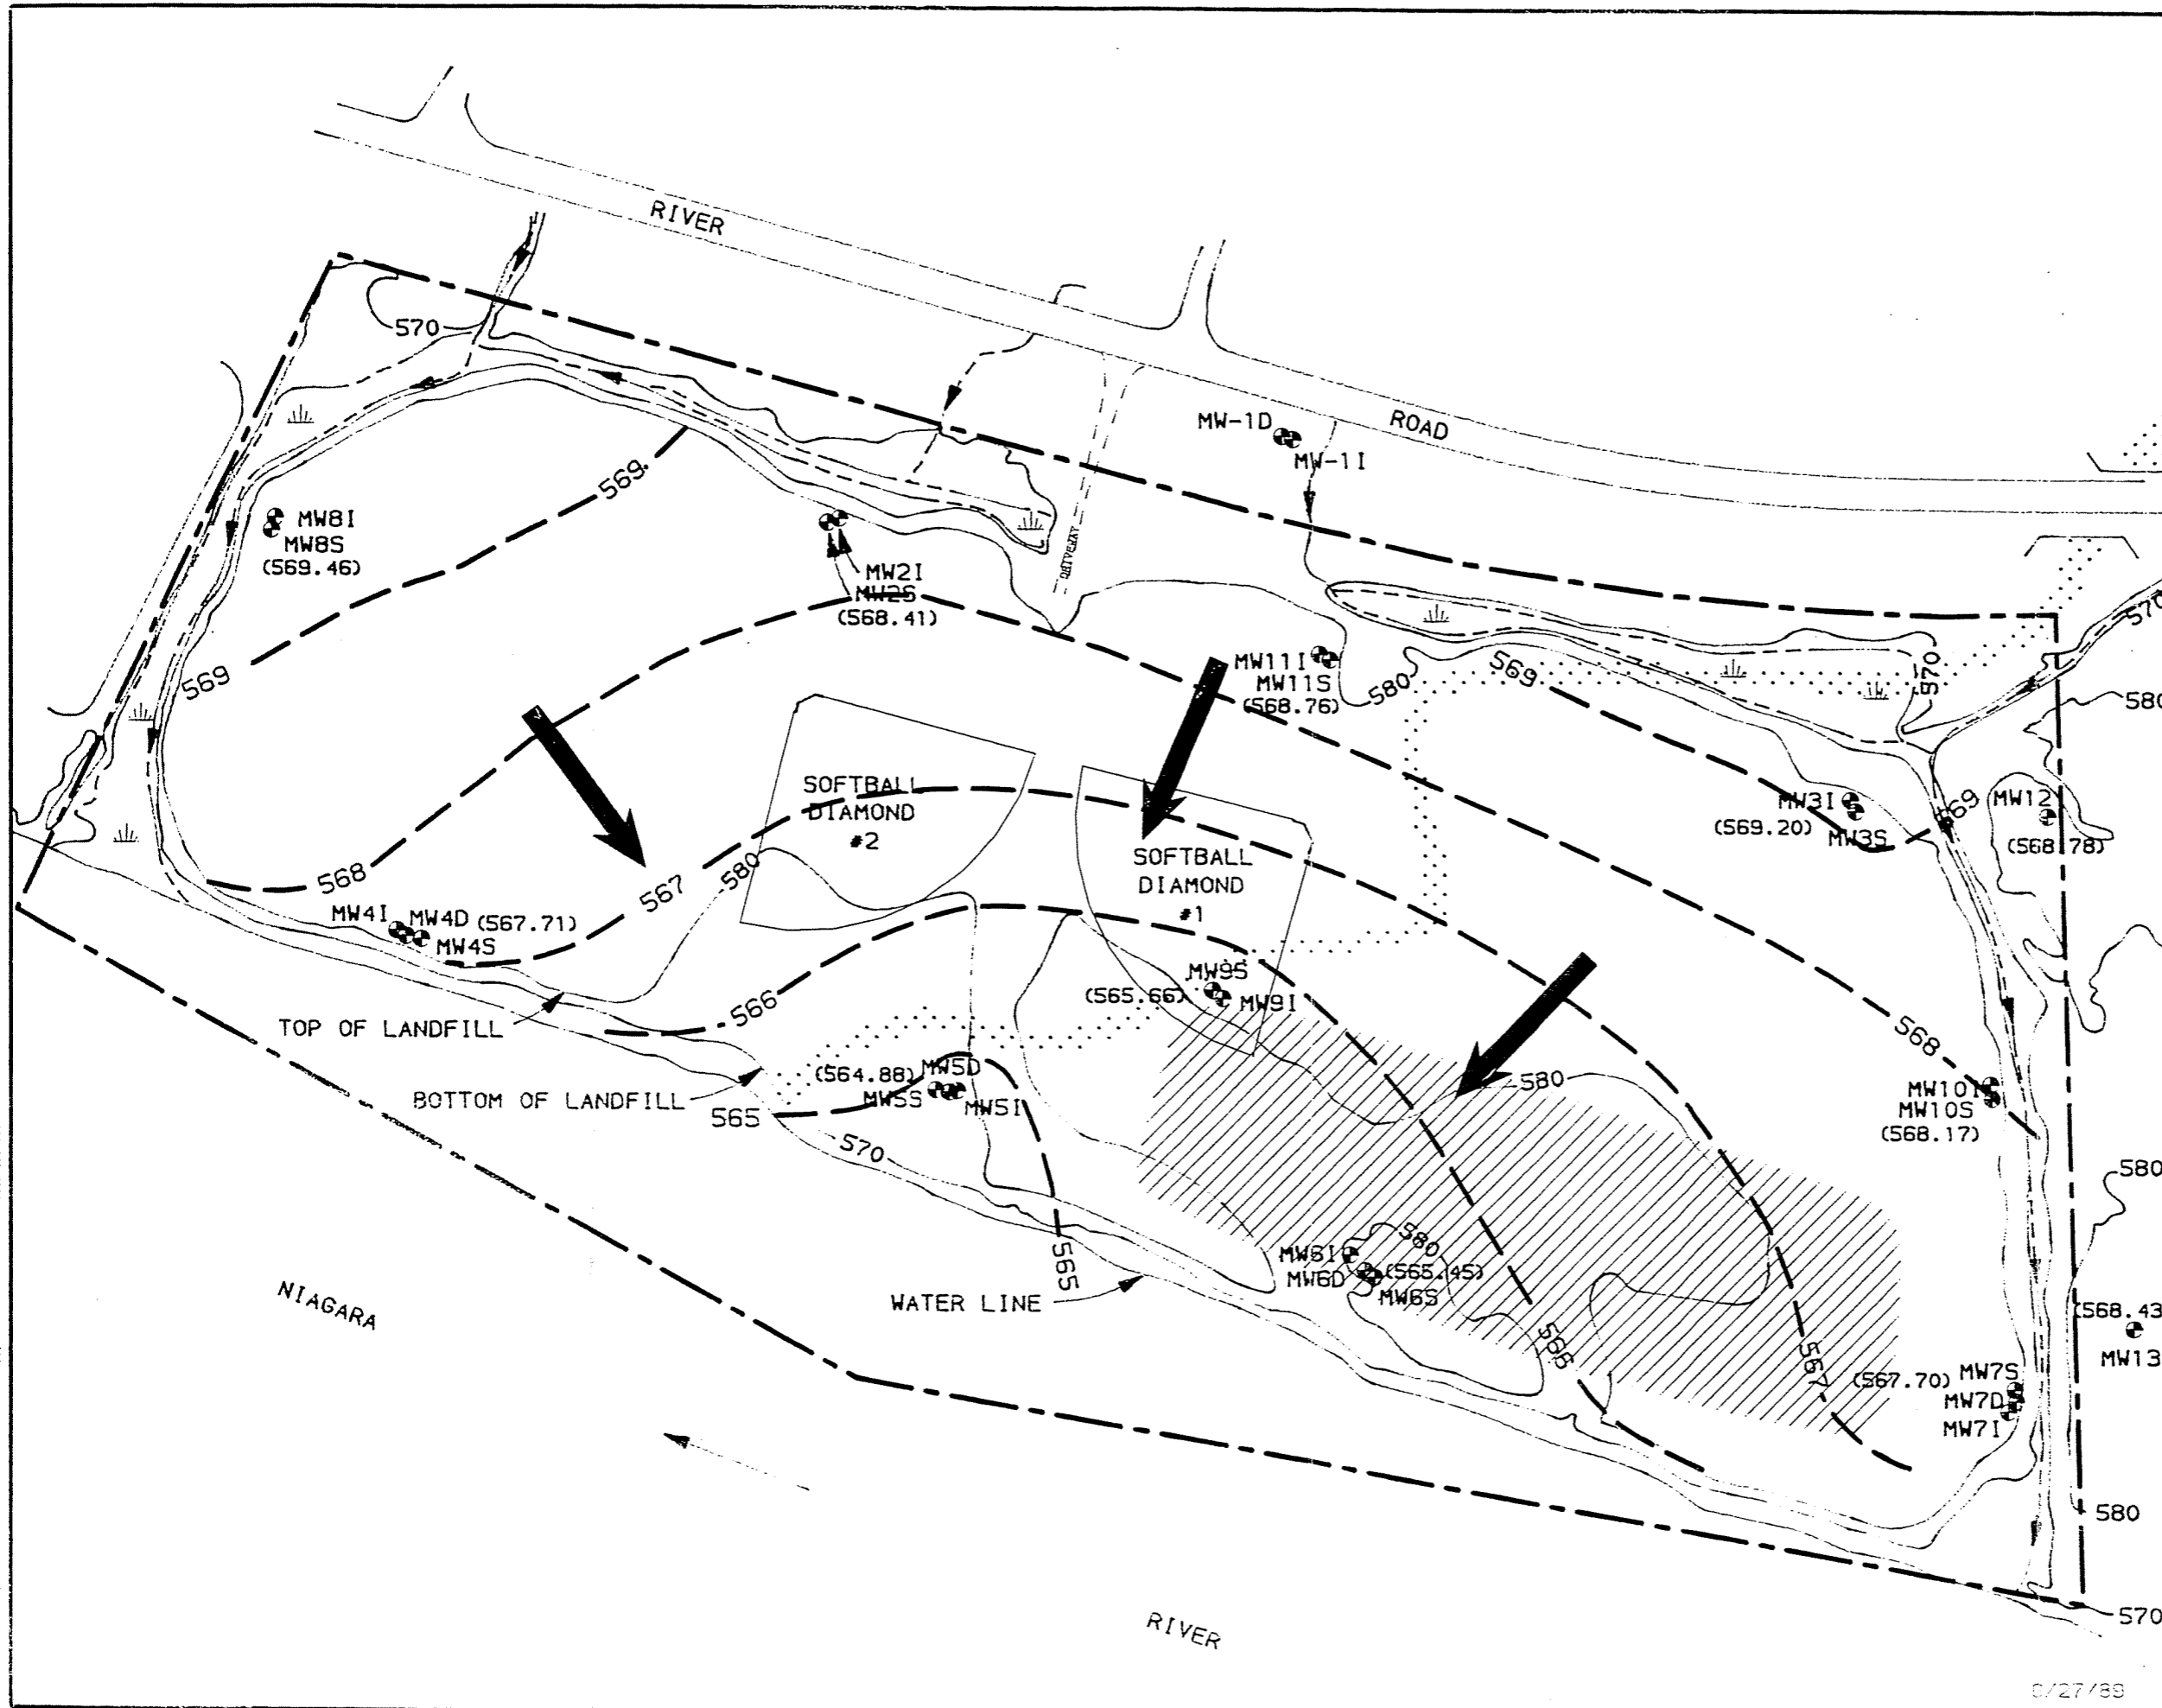 RIVER
ROAD
570
MW-1D
MW-1I
569
MW8I
MW8S
(569.46)
MW2I
MW2S
(568.41)
DRIVEWAY
570
MW11I
MW11S
(568.76)
580
569
570
580
569
SOFTBALL
DIAMOND
#2
MW3I
(569.20)
MW3S
569
MW12
(568.78)
SOFTBALL
DIAMOND
#1
568
567
580
MW4I
MW4D
(567.71)
MW4S
MW9S
(565.66)
MW9I
566
TOP OF LANDFILL
568
(564.88)
MW5D
MW5S
MW5I
580
BOTTOM OF LANDFILL
565
570
MW10I
MW10S
(568.17)
580
580
MW6I
MW6D
(565.45)
MW6S
565
WATER LINE
NIAGARA
566
567
(568.43
MW13
(567.70)
MW7S
MW7D
MW7I
580
570
RIVER